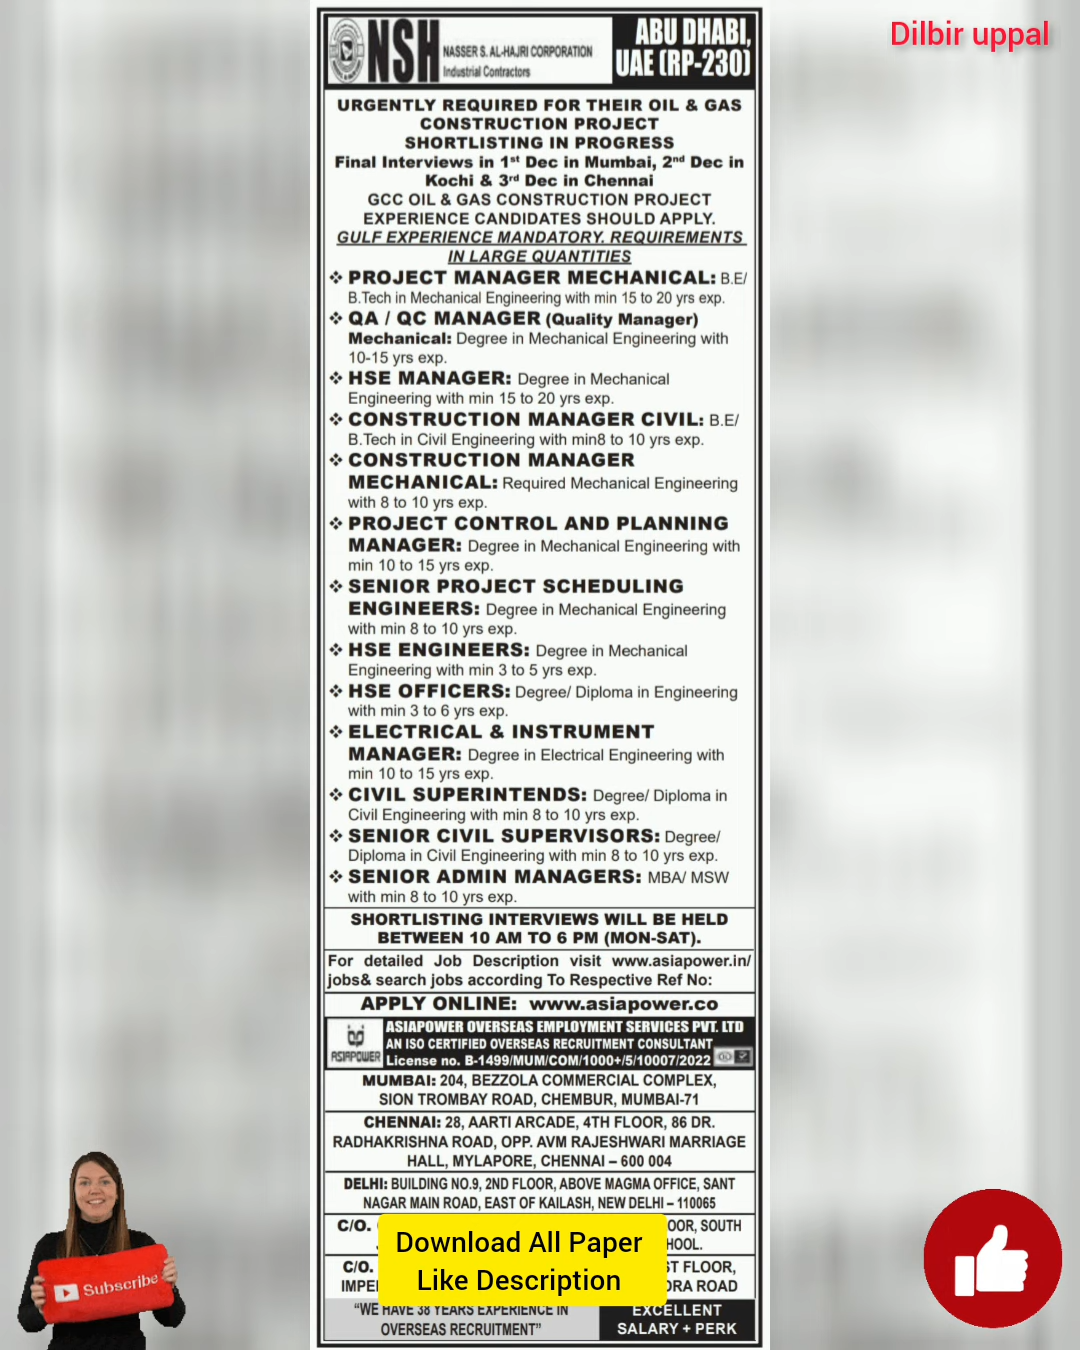 Dilbir uppal
NSH
NASSER S. AL-HAJRI CORPORATION
Industrial Contractors
ABU DHABI,
UAE (RP-230)
URGENTLY REQUIRED FOR THEIR OIL & GAS
CONSTRUCTION PROJECT
SHORTLISTING IN PROGRESS
Final Interviews in 1st Dec in Mumbai, 2nd Dec in
Kochi & 3rd Dec in Chennai
GCC OIL & GAS CONSTRUCTION PROJECT
EXPERIENCE CANDIDATES SHOULD APPLY.
GULF EXPERIENCE MANDATORY. REQUIREMENTS
IN LARGE QUANTITIES
❖ PROJECT MANAGER MECHANICAL: B.E/
B.Tech in Mechanical Engineering with min 15 to 20 yrs exp.
❖ QA / QC MANAGER (Quality Manager)
Mechanical: Degree in Mechanical Engineering with
10-15 yrs exp.
❖ HSE MANAGER: Degree in Mechanical
Engineering with min 15 to 20 yrs exp.
❖ CONSTRUCTION MANAGER CIVIL: B.E/
B.Tech in Civil Engineering with min8 to 10 yrs exp.
❖ CONSTRUCTION MANAGER
MECHANICAL: Required Mechanical Engineering
with 8 to 10 yrs exp.
❖ PROJECT CONTROL AND PLANNING
MANAGER: Degree in Mechanical Engineering with
min 10 to 15 yrs exp.
❖ SENIOR PROJECT SCHEDULING
ENGINEERS: Degree in Mechanical Engineering
with min 8 to 10 yrs exp.
❖ HSE ENGINEERS: Degree in Mechanical
Engineering with min 3 to 5 yrs exp.
❖ HSE OFFICERS: Degree/ Diploma in Engineering
with min 3 to 6 yrs exp.
❖ ELECTRICAL & INSTRUMENT
MANAGER: Degree in Electrical Engineering with
min 10 to 15 yrs exp.
❖ CIVIL SUPERINTENDS: Degree/ Diploma in
Civil Engineering with min 8 to 10 yrs exp.
❖ SENIOR CIVIL SUPERVISORS: Degree/
Diploma in Civil Engineering with min 8 to 10 yrs exp.
❖ SENIOR ADMIN MANAGERS: MBA/ MSW
with min 8 to 10 yrs exp.
SHORTLISTING INTERVIEWS WILL BE HELD
BETWEEN 10 AM TO 6 PM (MON-SAT).
For detailed Job Description visit www.asiapower.in/
jobs& search jobs according To Respective Ref No:
APPLY ONLINE: www.asiapower.co
ASIAPOWER
ASIAPOWER OVERSEAS EMPLOYMENT SERVICES PVT. LTD
AN ISO CERTIFIED OVERSEAS RECRUITMENT CONSULTANT
License no. B-1499/MUM/COM/1000+/5/10007/2022
MUMBAI: 204, BEZZOLA COMMERCIAL COMPLEX,
SION TROMBAY ROAD, CHEMBUR, MUMBAI-71
CHENNAI: 28, AARTI ARCADE, 4TH FLOOR, 86 DR.
RADHAKRISHNA ROAD, OPP. AVM RAJESHWARI MARRIAGE
HALL, MYLAPORE, CHENNAI – 600 004
DELHI: BUILDING NO.9, 2ND FLOOR, ABOVE MAGMA OFFICE, SANT
NAGAR MAIN ROAD, EAST OF KAILASH, NEW DELHI – 110065
C/O. SOUTH
C/O. FLOOR,
ROAD
Download All Paper
Like Description
"WE HAVE 38 YEARS EXPERIENCE IN
OVERSEAS RECRUITMENT"
EXCELLENT
SALARY + PERK
Subscribe